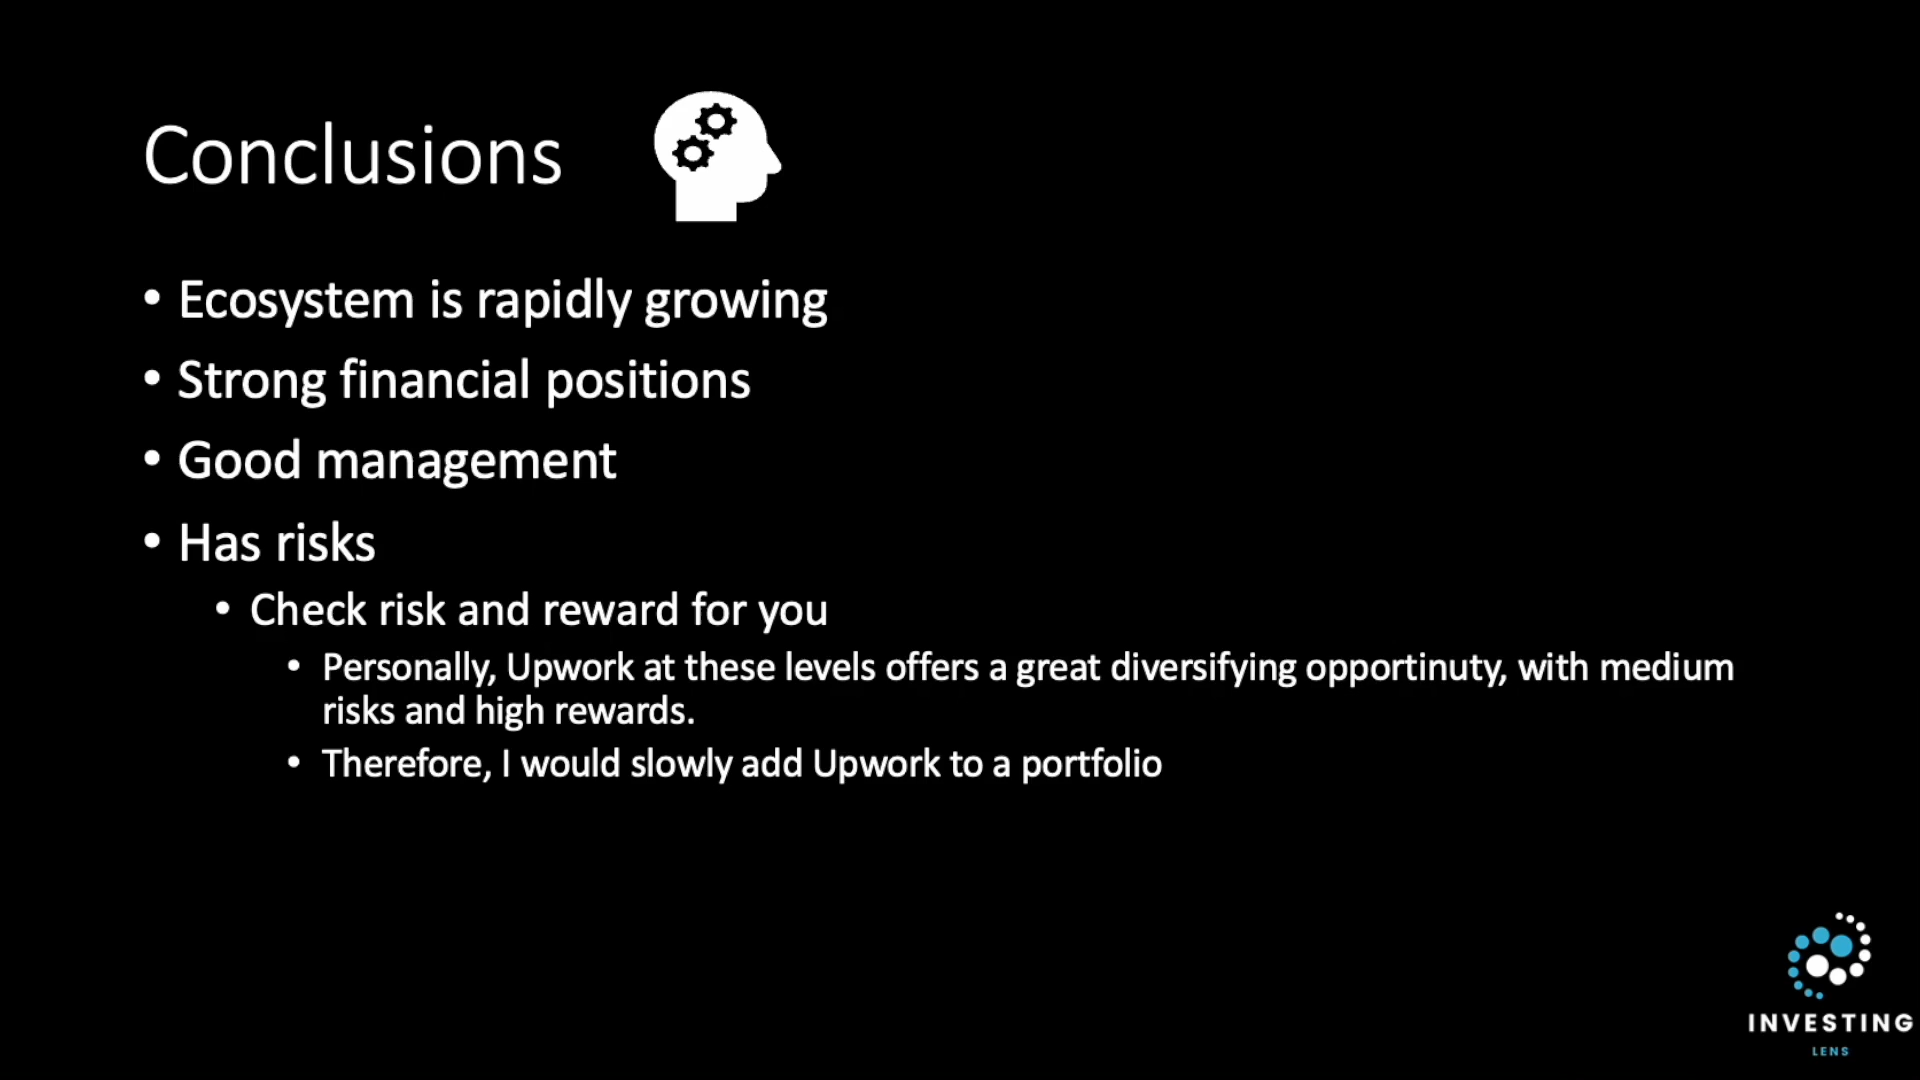 Conclusions
• Ecosystem is rapidly growing
• Strong financial positions
• Good management
• Has risks
• Check risk and reward for you
• Personally, Upwork at these levels offers a great diversifying opportinuty, with medium
risks and high rewards.
• Therefore, I would slowly add Upwork to a portfolio
INVESTING
LENS